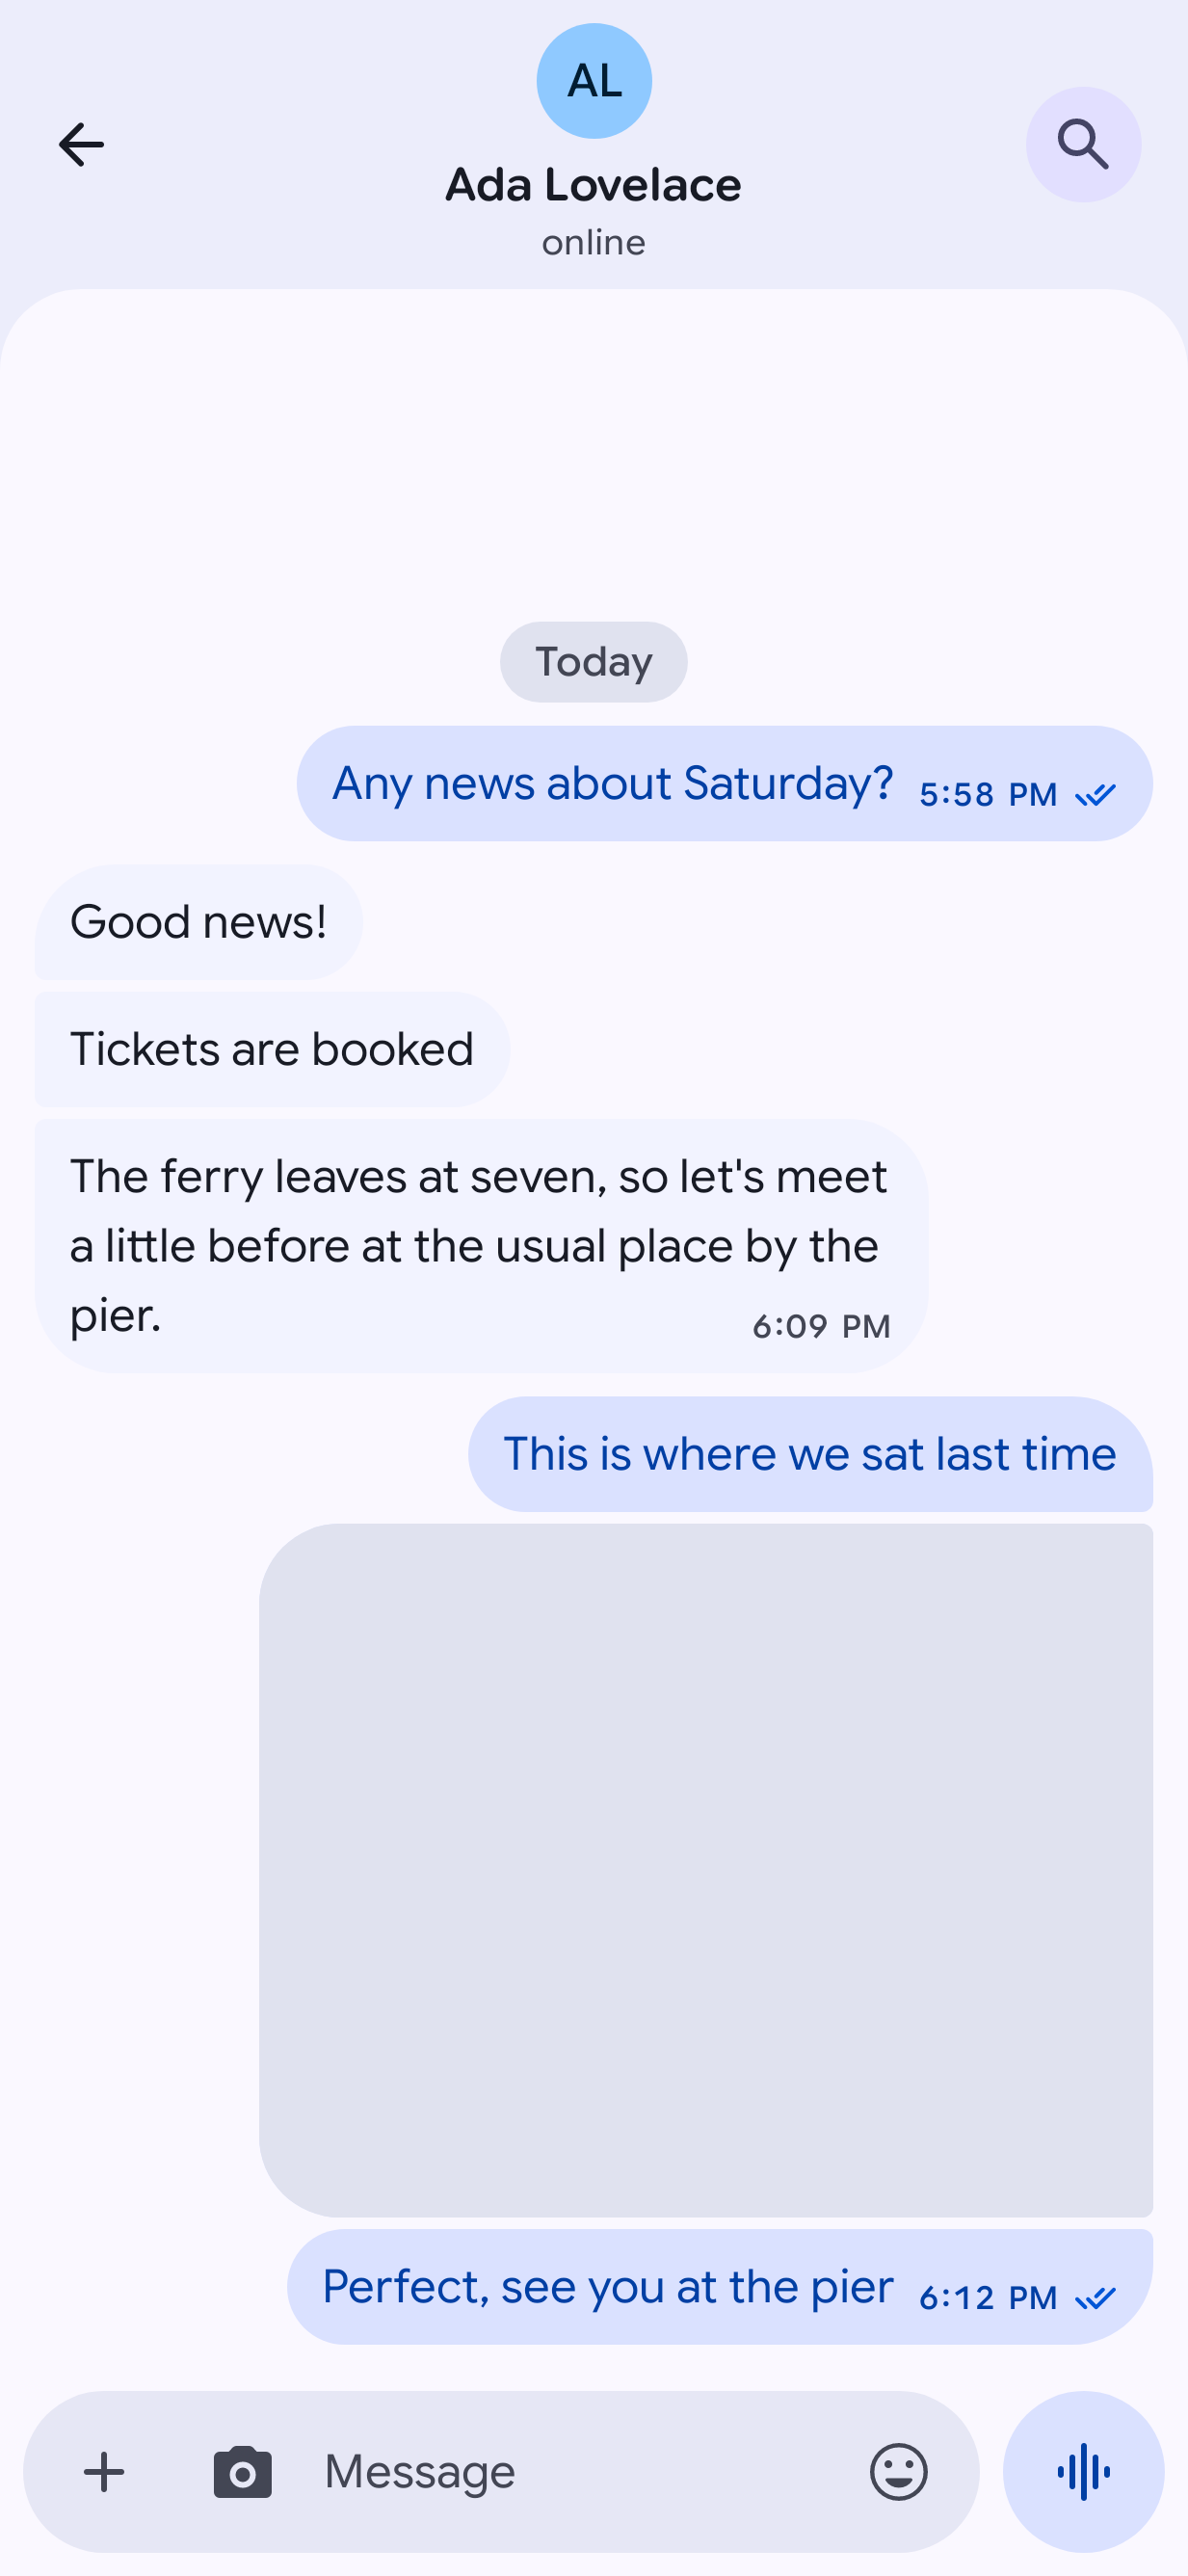 AL
Ada Lovelace
online
Today
Any news about Saturday? 5:58 PM
Good news!
Tickets are booked
The ferry leaves at seven, so let's meet
a little before at the usual place by the
pier. 6:09 PM
This is where we sat last time
Perfect, see you at the pier 6:12 PM
Message